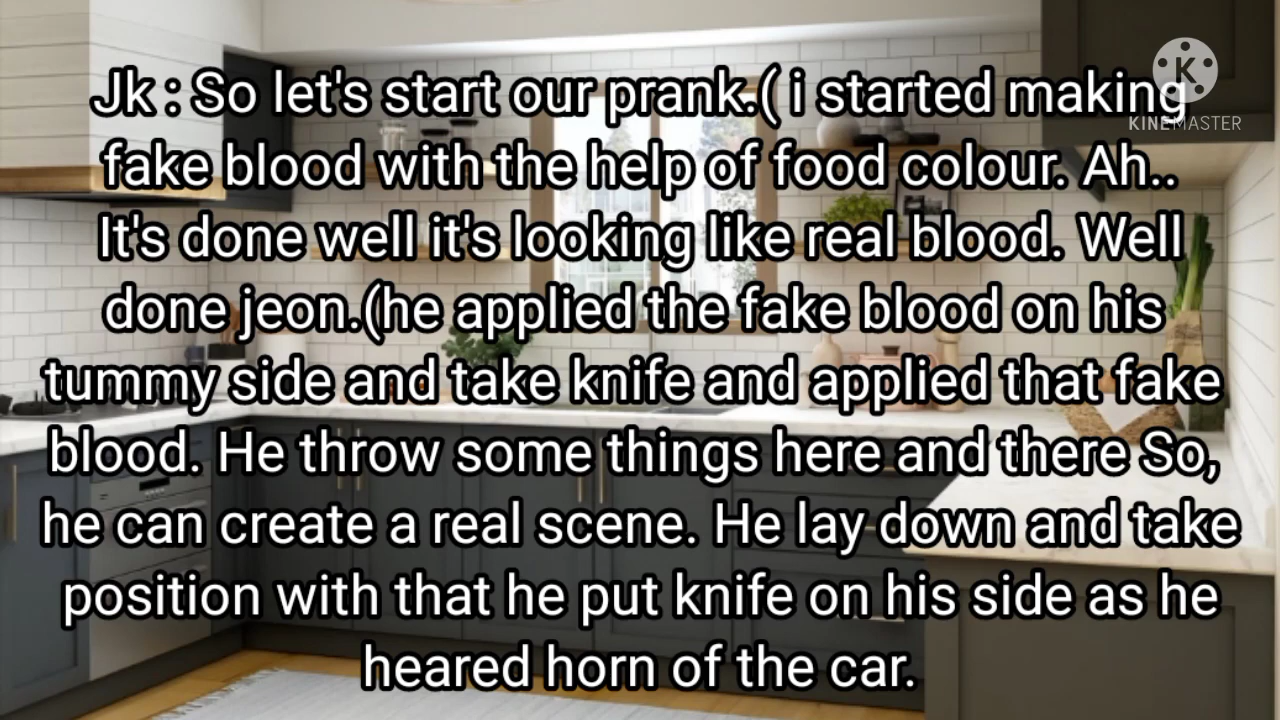 Jk : So let's start our prank.( i started making
fake blood with the help of food colour. Ah..
It's done well it's looking like real blood. Well
done jeon.(he applied the fake blood on his
tummy side and take knife and applied that fake
blood. He throw some things here and there So,
he can create a real scene. He lay down and take
position with that he put knife on his side as he
heared horn of the car.
K
KINEMASTER